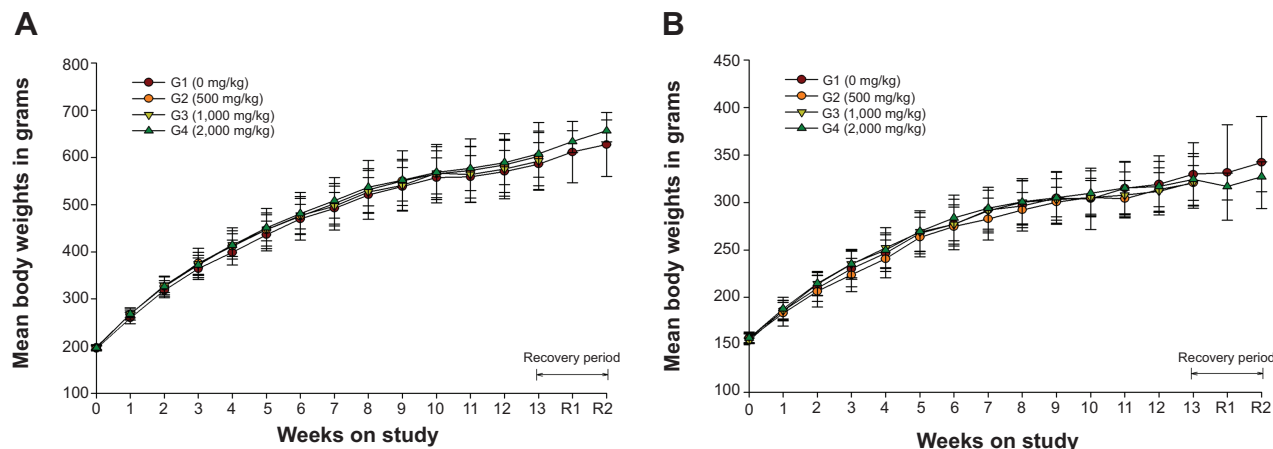 A
Mean body weights in grams
800
700
600
500
400
300
200
100
G1 (0 mg/kg)
G2 (500 mg/kg)
G3 (1,000 mg/kg)
G4 (2,000 mg/kg)
Recovery period
0 1 2 3 4 5 6 7 8 9 10 11 12 13 R1 R2
Weeks on study
B
Mean body weights in grams
450
400
350
300
250
200
150
100
G1 (0 mg/kg)
G2 (500 mg/kg)
G3 (1,000 mg/kg)
G4 (2,000 mg/kg)
Recovery period
0 1 2 3 4 5 6 7 8 9 10 11 12 13 R1 R2
Weeks on study